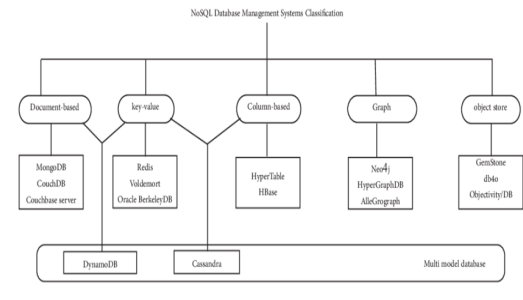 NoSQL Database Management Systems Classification
Document-based
key-value
Column-based
Graph
object store
MongoDB
CouchDB
Couchbase server
Redis
Voldemort
Oracle BerkeleyDB
HyperTable
HBase
Neo4j
HyperGraphDB
AlleGrograph
GemStone
db4o
Objectivity/DB
DynamoDB
Cassandra
Multi model database